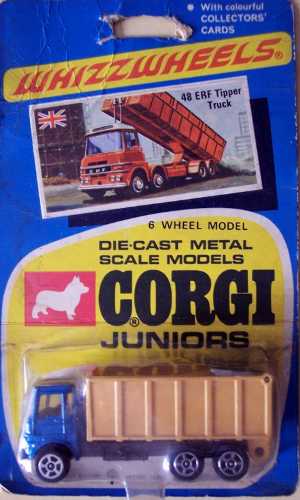 • With colourful
COLLECTORS'
CARDS
WHIZZWHEELS®
48 ERF Tipper
Truck
ERF
6 WHEEL MODEL
DIE-CAST METAL
SCALE MODELS
CORGI®
JUNIORS